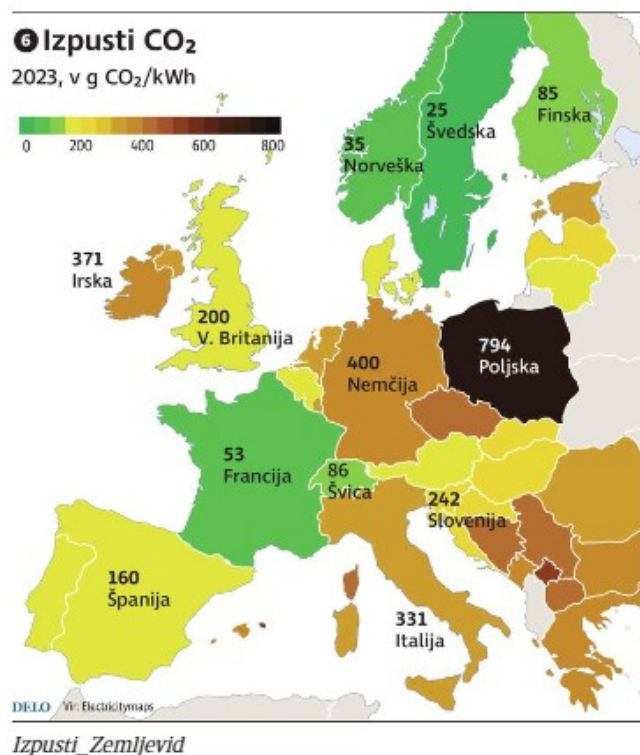 6 Izpusti CO₂
2023, v g CO₂/kWh
0 200 400 600 800
25
Švedska
85
Finska
35
Norveška
371
Irska
200
V. Britanija
794
Poljska
400
Nemčija
53
Francija
86
Švica
242
Slovenija
160
Španija
331
Italija
DELO Vir: Electricitymaps
Izpusti_Zemljevid